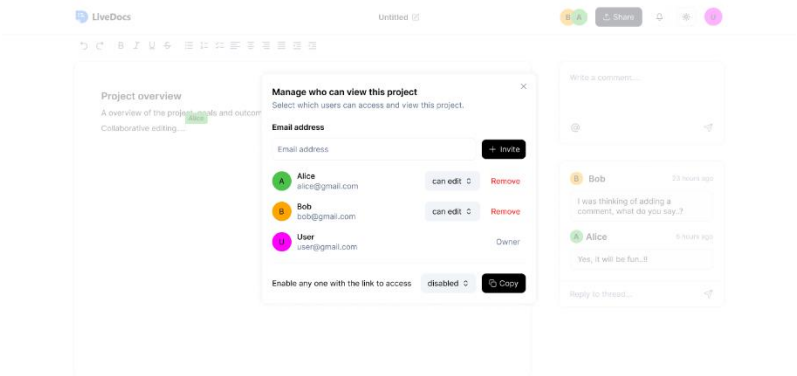 LiveDocs
Untitled
B A
Share
U
B I U S
Project overview
A overview of the project, goals and outcom
Alice
Collaborative editing....
Manage who can view this project
Select which users can access and view this project.
Email address
Email address
+ Invite
A
Alice
alice@gmail.com
can edit
Remove
B
Bob
bob@gmail.com
can edit
Remove
U
User
user@gmail.com
Owner
Enable any one with the link to access
disabled
Copy
Write a comment...
@
B Bob
23 hours ago
I was thinking of adding a
comment, what do you say..?
A Alice
Yes, it will be fun..!!
Reply to thread...